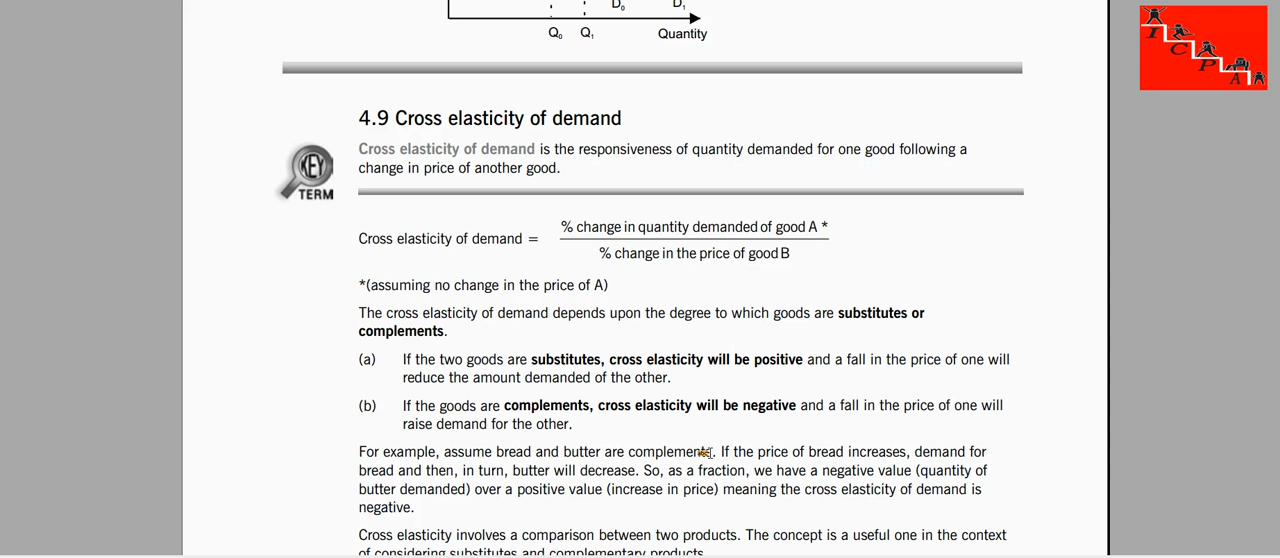 D0 D1
Q0 Q1 Quantity
I
C
P
A
4.9 Cross elasticity of demand
KEY
TERM
Cross elasticity of demand is the responsiveness of quantity demanded for one good following a
change in price of another good.
% change in quantity demanded of good A *
Cross elasticity of demand =
% change in the price of good B
*(assuming no change in the price of A)
The cross elasticity of demand depends upon the degree to which goods are substitutes or
complements.
(a) If the two goods are substitutes, cross elasticity will be positive and a fall in the price of one will
reduce the amount demanded of the other.
(b) If the goods are complements, cross elasticity will be negative and a fall in the price of one will
raise demand for the other.
For example, assume bread and butter are complements. If the price of bread increases, demand for
bread and then, in turn, butter will decrease. So, as a fraction, we have a negative value (quantity of
butter demanded) over a positive value (increase in price) meaning the cross elasticity of demand is
negative.
Cross elasticity involves a comparison between two products. The concept is a useful one in the context
of considering substitutes and complementary products.